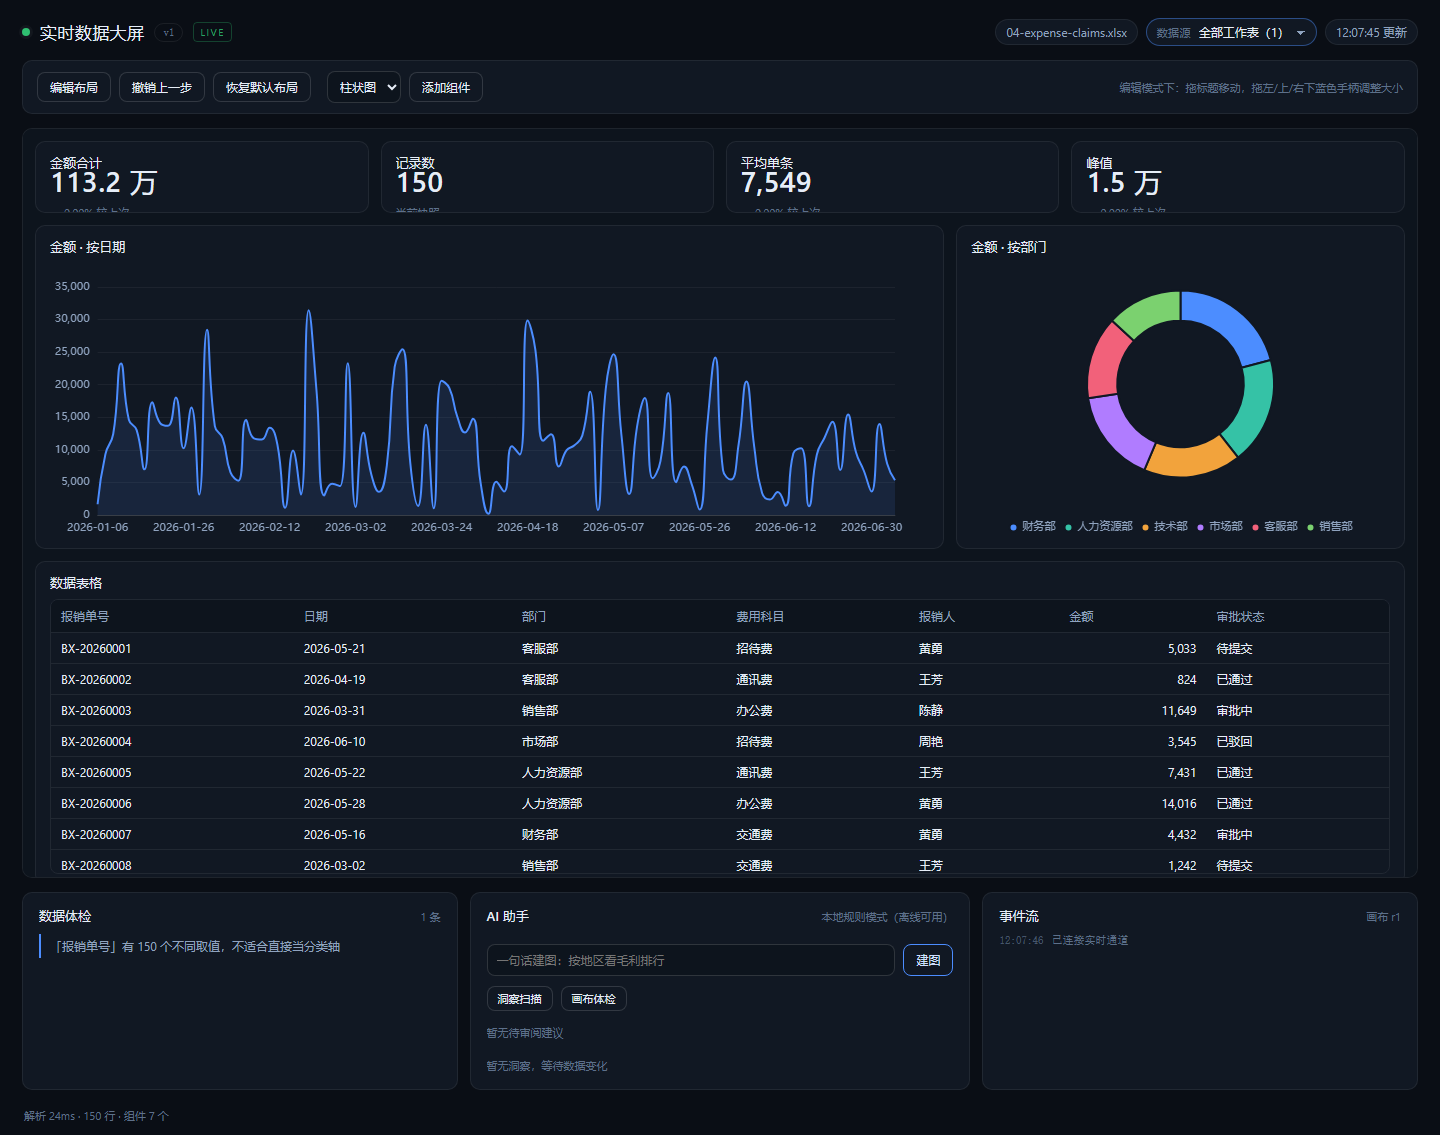 实时数据大屏 v1 LIVE
04-expense-claims.xlsx 数据源 全部工作表（1） 12:07:45 更新
编辑布局 撤销上一步 恢复默认布局 柱状图 添加组件
编辑模式下：拖标题移动，拖左/上/右下蓝色手柄调整大小
金额合计
113.2 万
0.00% 较上次
记录数
150
当前快照
平均单条
7,549
0.00% 较上次
峰值
1.5 万
0.00% 较上次
金额 · 按日期
35,000
30,000
25,000
20,000
15,000
10,000
5,000
0
2026-01-06 2026-01-26 2026-02-12 2026-03-02 2026-03-24 2026-04-18 2026-05-07 2026-05-26 2026-06-12 2026-06-30
金额 · 按部门
财务部 人力资源部 技术部 市场部 客服部 销售部
数据表格
报销单号 日期 部门 费用科目 报销人 金额 审批状态
BX-20260001 2026-05-21 客服部 招待费 黄勇 5,033 待提交
BX-20260002 2026-04-19 客服部 通讯费 王芳 824 已通过
BX-20260003 2026-03-31 销售部 办公费 陈静 11,649 审批中
BX-20260004 2026-06-10 市场部 招待费 周艳 3,545 已驳回
BX-20260005 2026-05-22 人力资源部 通讯费 王芳 7,431 已通过
BX-20260006 2026-05-28 人力资源部 办公费 黄勇 14,016 已通过
BX-20260007 2026-05-16 财务部 交通费 黄勇 4,432 审批中
BX-20260008 2026-03-02 销售部 交通费 王芳 1,242 待提交
数据体检 1 条
「报销单号」有 150 个不同取值，不适合直接当分类轴
AI 助手 本地规则模式（离线可用）
一句话建图：按地区看毛利排行 建图
洞察扫描 画布体检
暂无待审阅建议
暂无洞察，等待数据变化
事件流 画布 r1
12:07:46 已连接实时通道
解析 24ms · 150 行 · 组件 7 个